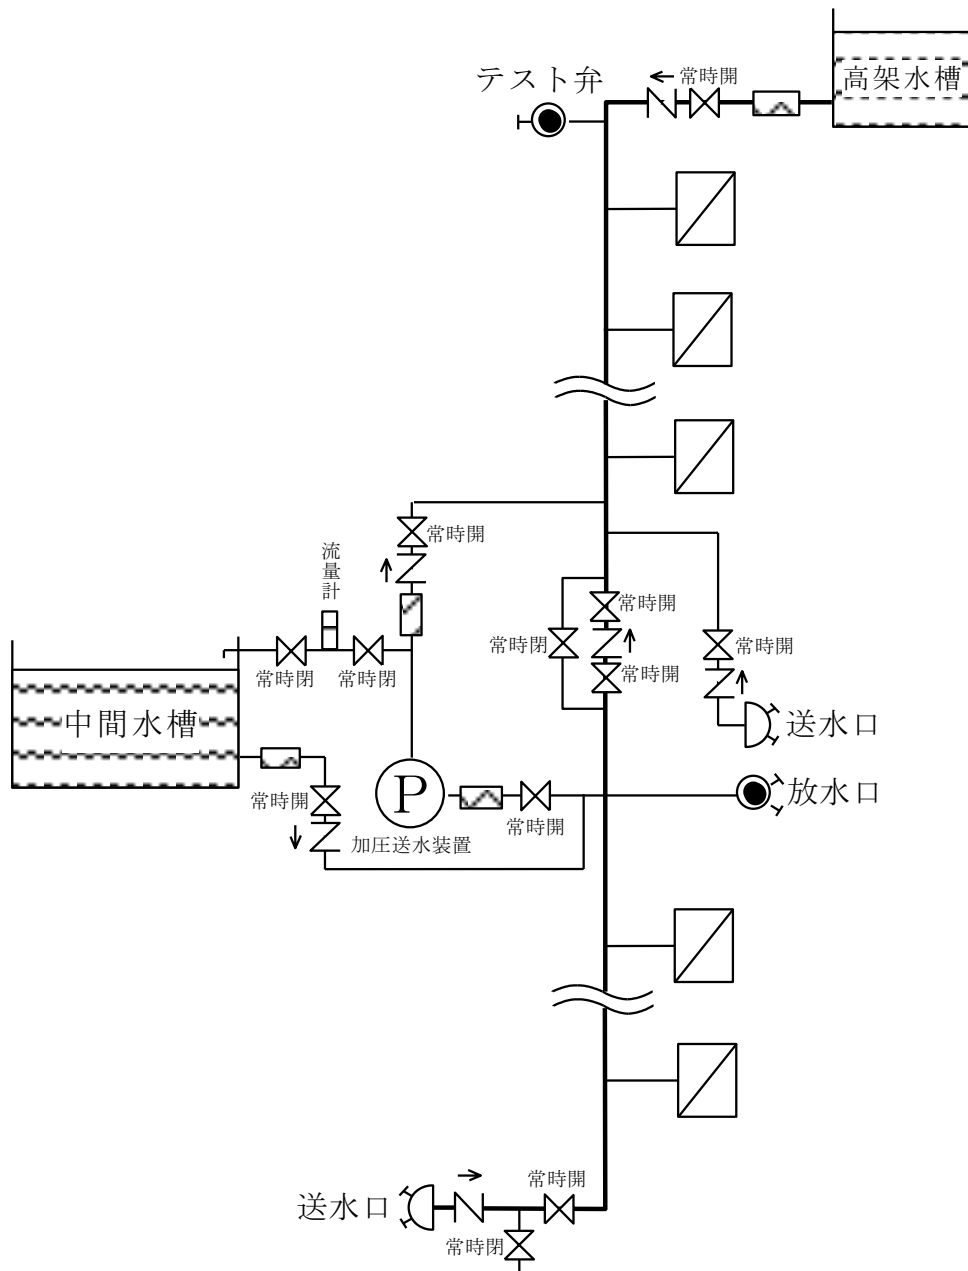 テスト弁
常時開
高架水槽
常時開
流量計
常時開
常時閉
常時開
常時閉
常時閉
常時開
中間水槽
送水口
常時開
P
放水口
常時開
加圧送水装置
常時開
送水口
常時閉